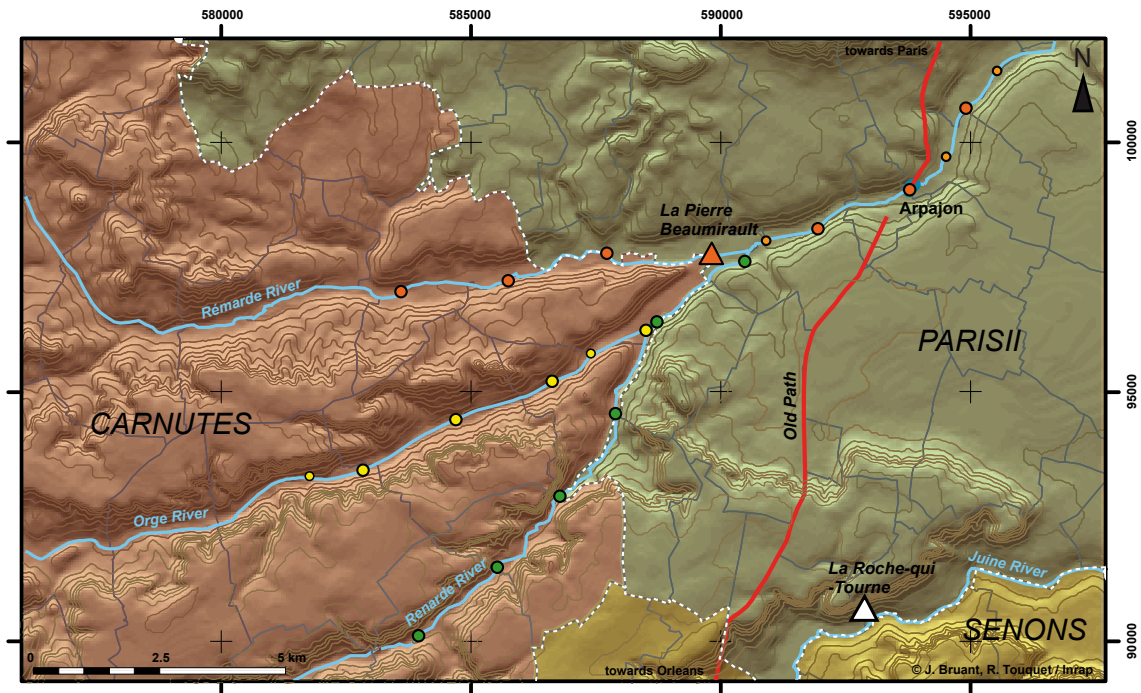 580000
585000
590000
595000
towards Paris
N
100000
La Pierre
Beaumirault
Arpajon
Rémarde River
PARISII
95000
CARNUTES
Old Path
Orge River
Juine River
La Roche-qui
-Tourne
Renarde River
SENONS
900000
0
2.5
5 km
towards Orleans
© J. Bruant, R. Touquet / Inrap